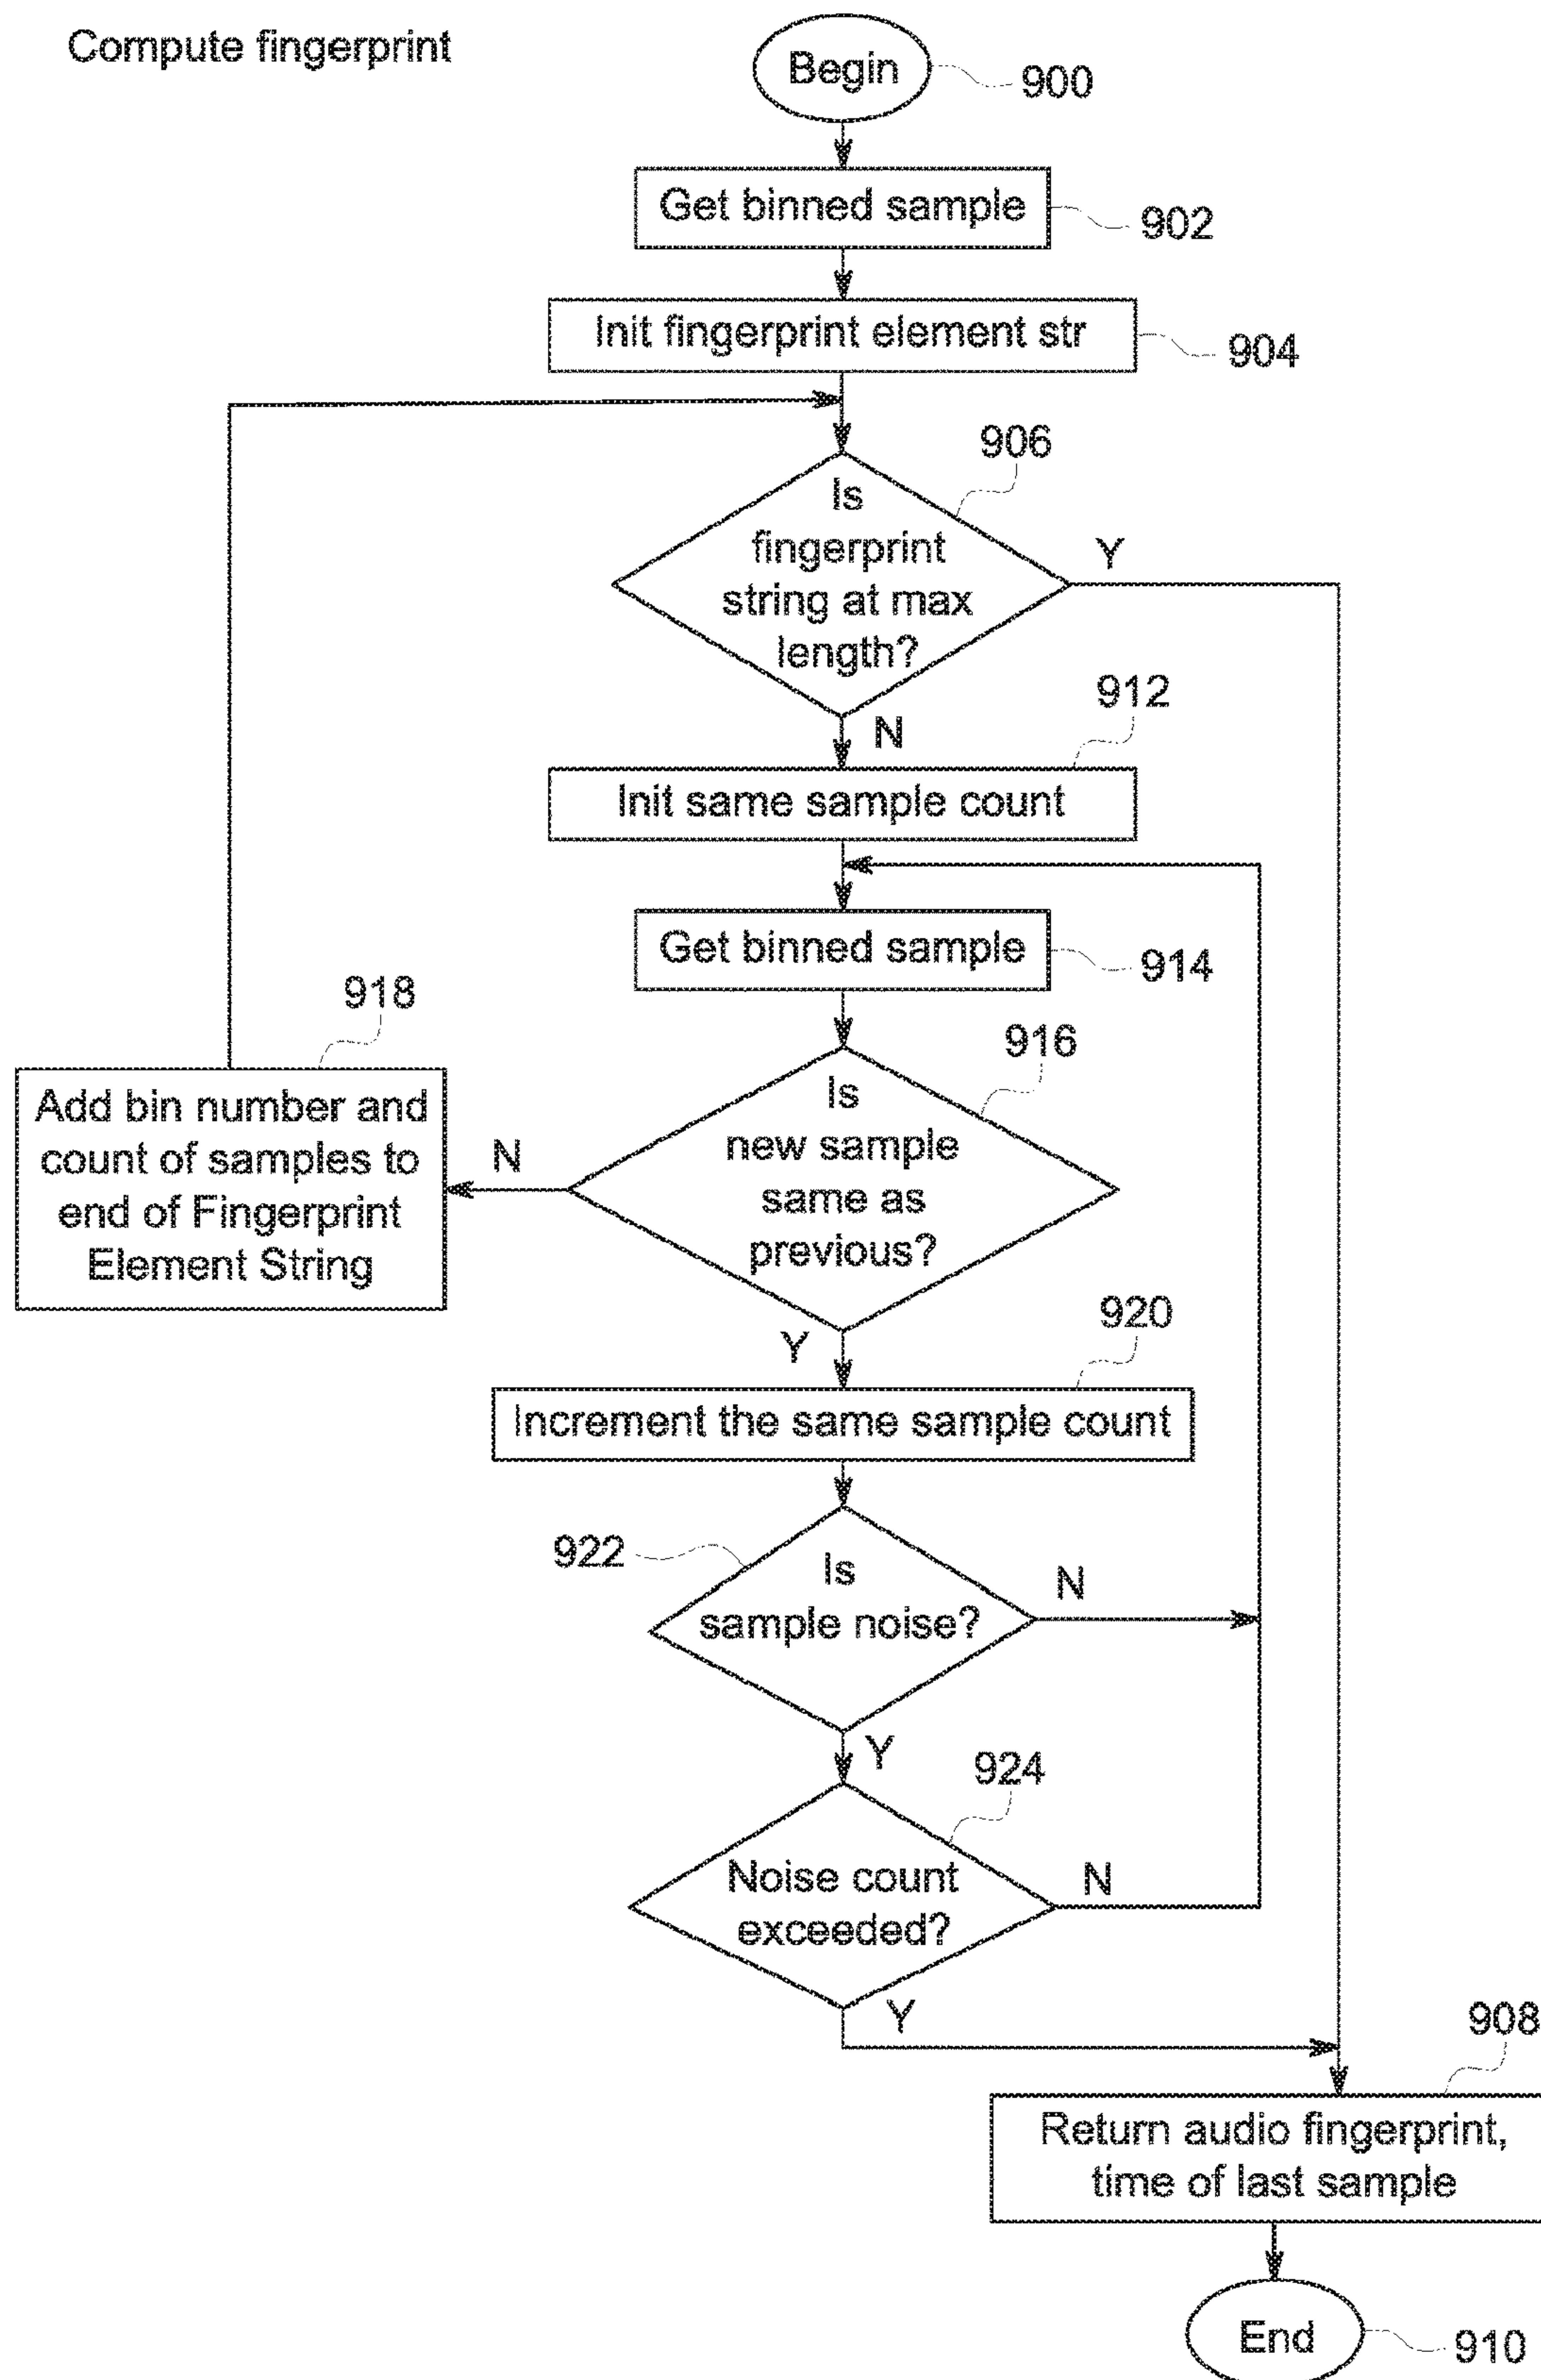 Compute fingerprint
Begin
900
Get binned sample
902
Init fingerprint element str
904
906
Is
fingerprint
string at max
length?
Y
N
912
Init same sample count
Get binned sample
914
918
Add bin number and
count of samples to
end of Fingerprint
Element String
N
916
Is
new sample
same as
previous?
Y
920
Increment the same sample count
922
Is
sample noise?
N
Y
924
Noise count
exceeded?
N
Y
908
Return audio fingerprint,
time of last sample
End
910